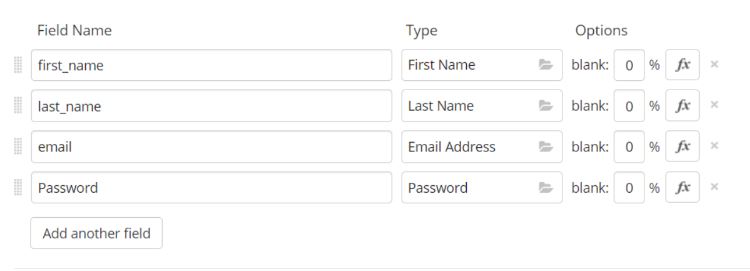 Field Name Type Options
first_name First Name blank: 0 % fx ×
last_name Last Name blank: 0 % fx ×
email Email Address blank: 0 % fx ×
Password Password blank: 0 % fx ×
Add another field